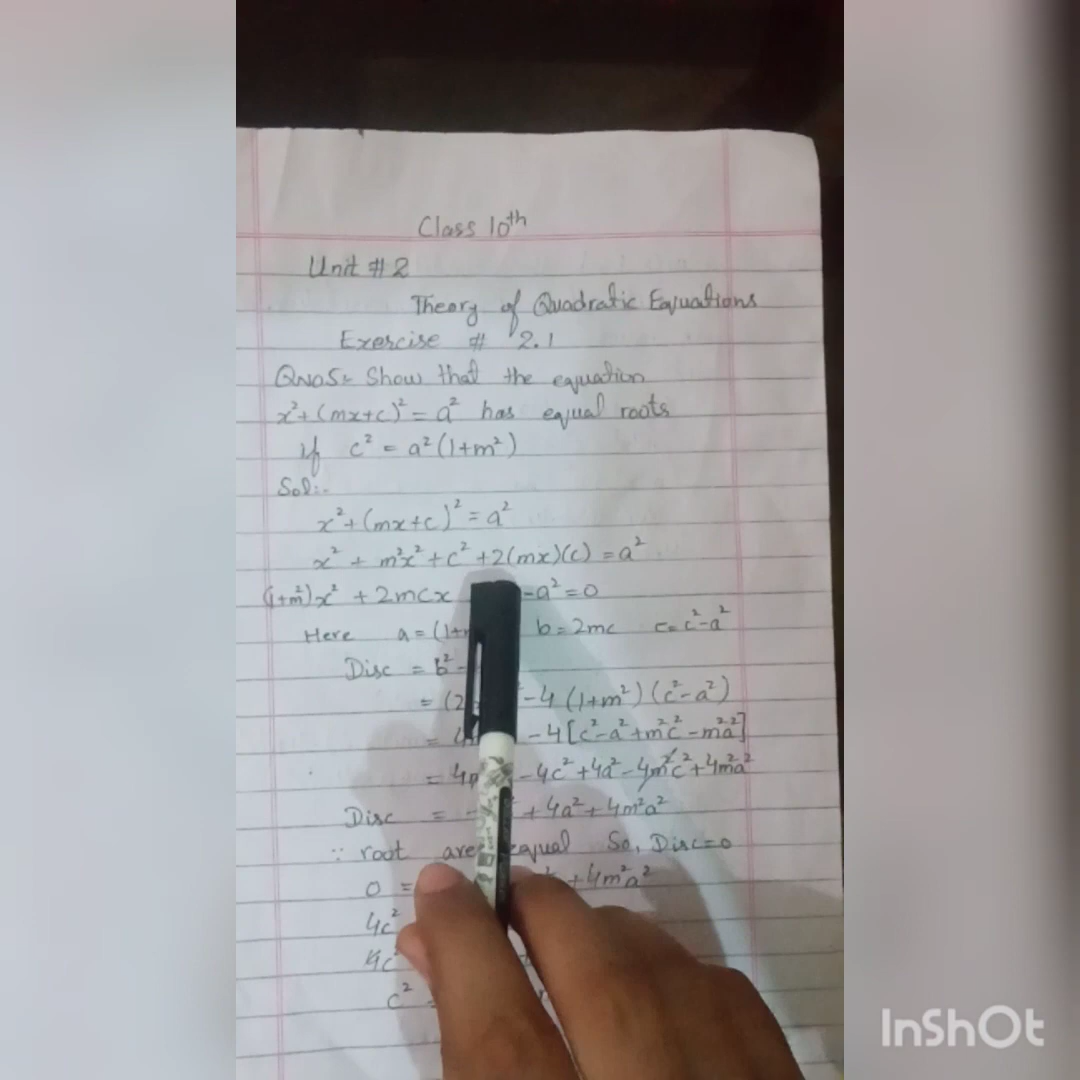 Class 10th
Unit # 2
Theory of Quadratic Equations
Exercise # 2.1
QNo5:- Show that the equation
x²+(mx+c)² = a² has equal roots
if c² = a²(1+m²)
Sol:-
x²+(mx+c)² = a²
x² + m²x² + c² +2(mx)(c) = a²
(1+m²)x² + 2mcx -a² = 0
Here a = (1+ b = 2mc c = c²-a²
Disc = b² -
= (2 -4 (1+m²) (c²-a²)
= 4 -4[c²-a²+m²c²-m²a²]
= 4m -4c²+4a²-4m²c²+4m²a²
Disc = - +4a²+4m²a²
∵ root are equal So, Disc=0
0 = +4m²a²
4c²
4c²
c² =
InShOt